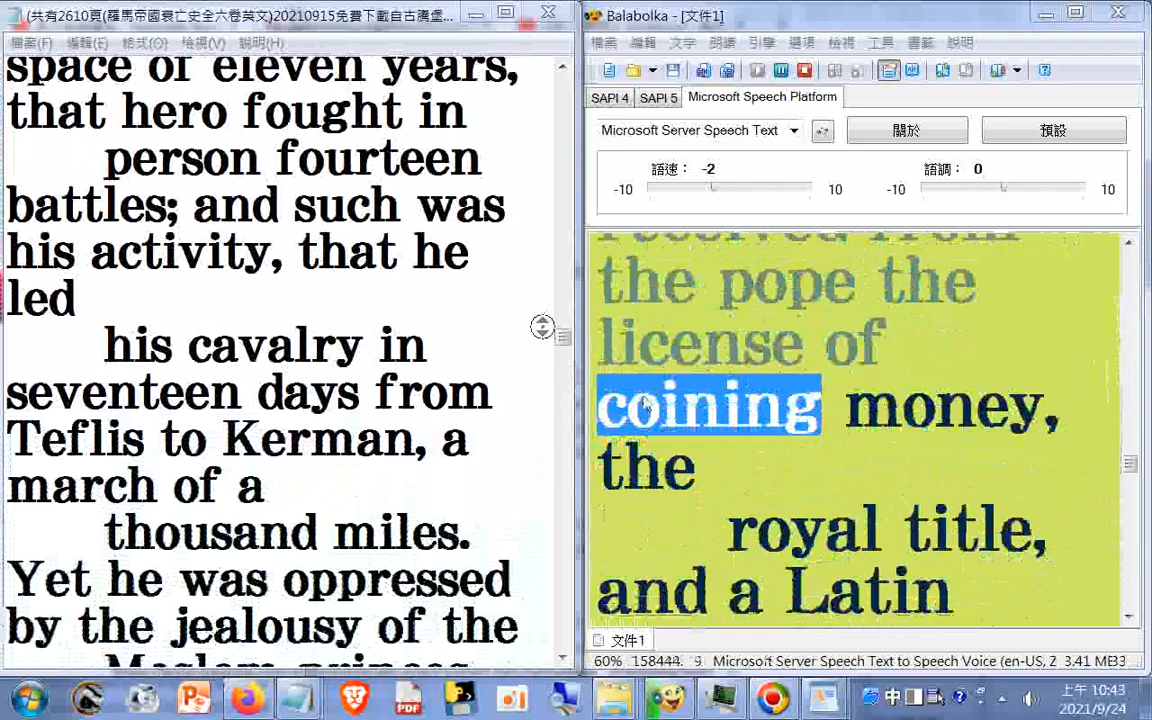 (共有2610頁(羅馬帝國衰亡史全六卷英文)20210915免費下載自古騰堡...
檔案(F) 編輯(E) 格式(O) 檢視(V) 說明(H)
space of eleven years,
that hero fought in
person fourteen
battles; and such was
his activity, that he
led
his cavalry in
seventeen days from
Teflis to Kerman, a
march of a
thousand miles.
Yet he was oppressed
by the jealousy of the
Moslem princes
Balabolka - [文件1]
檔案 編輯 文字 朗讀 引擎 選項 檢視 工具 書籤 說明
SAPI 4 SAPI 5 Microsoft Speech Platform
Microsoft Server Speech Text 關於 預設
語速： -2 語調： 0
-10 10 -10 10
received from
the pope the
license of
coining money,
the
royal title,
and a Latin
文件1
60% 158444. 9 Microsoft Server Speech Text to Speech Voice (en-US, 2 3.41 MB
中
上午 10:43
2021/9/24